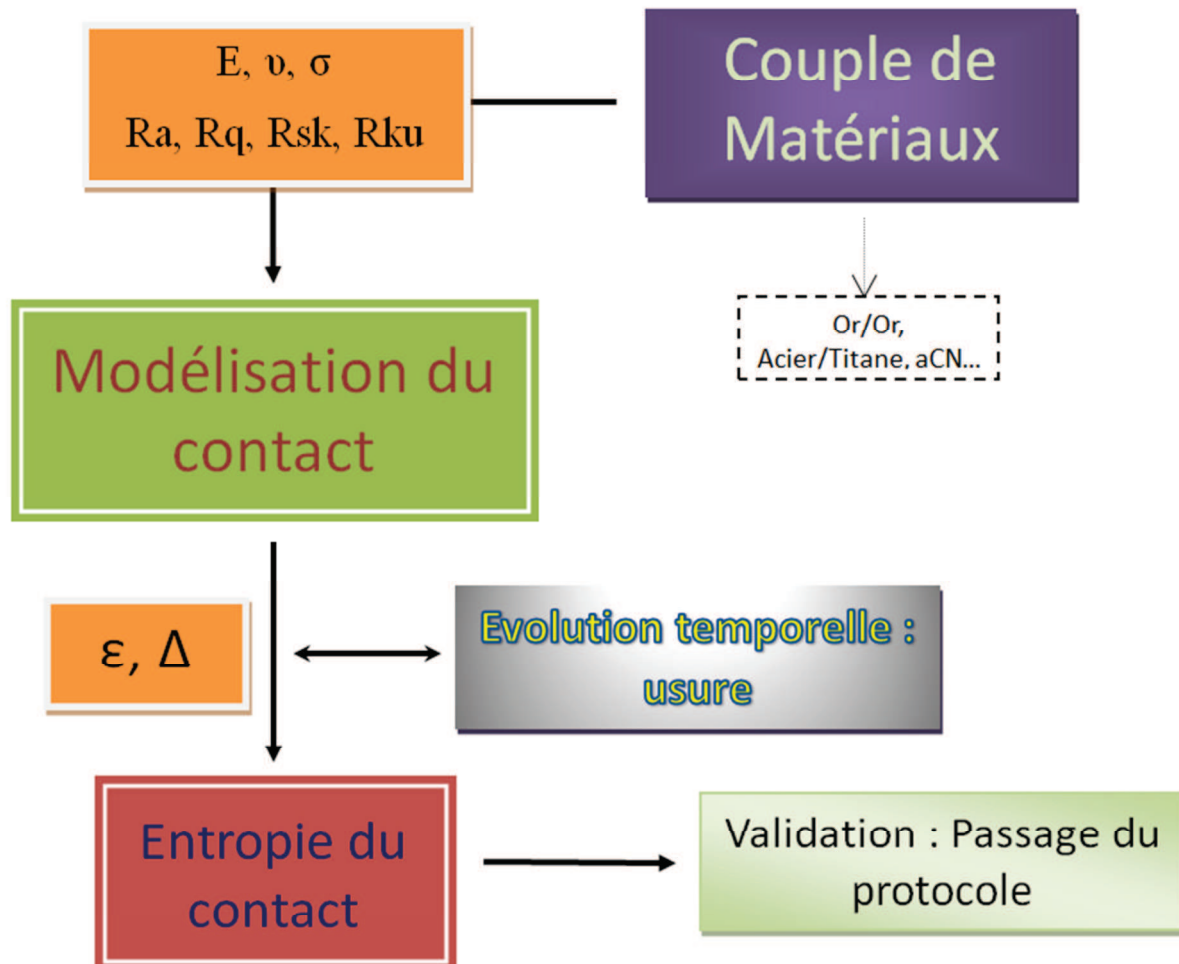 E, υ, σ
Ra, Rq, Rsk, Rku
Couple de
Matériaux
Or/Or,
Acier/Titane, aCN...
Modélisation du
contact
ε, Δ
Evolution temporelle :
usure
Entropie du
contact
Validation : Passage du
protocole